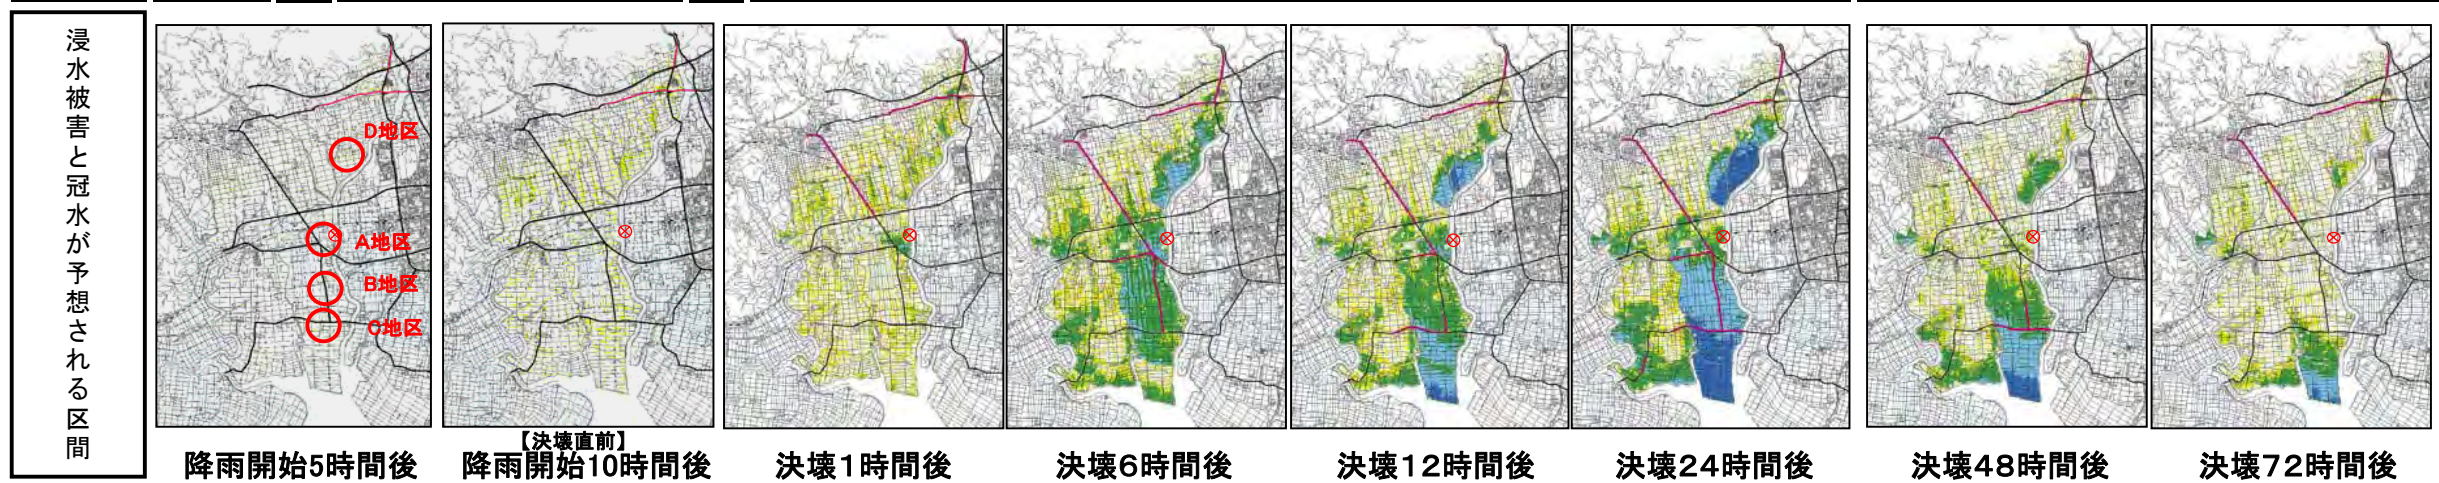 浸水被害と冠水が予想される区間
D地区
A地区
B地区
C地区
【決壊直前】
降雨開始5時間後
降雨開始10時間後
決壊1時間後
決壊6時間後
決壊12時間後
決壊24時間後
決壊48時間後
決壊72時間後